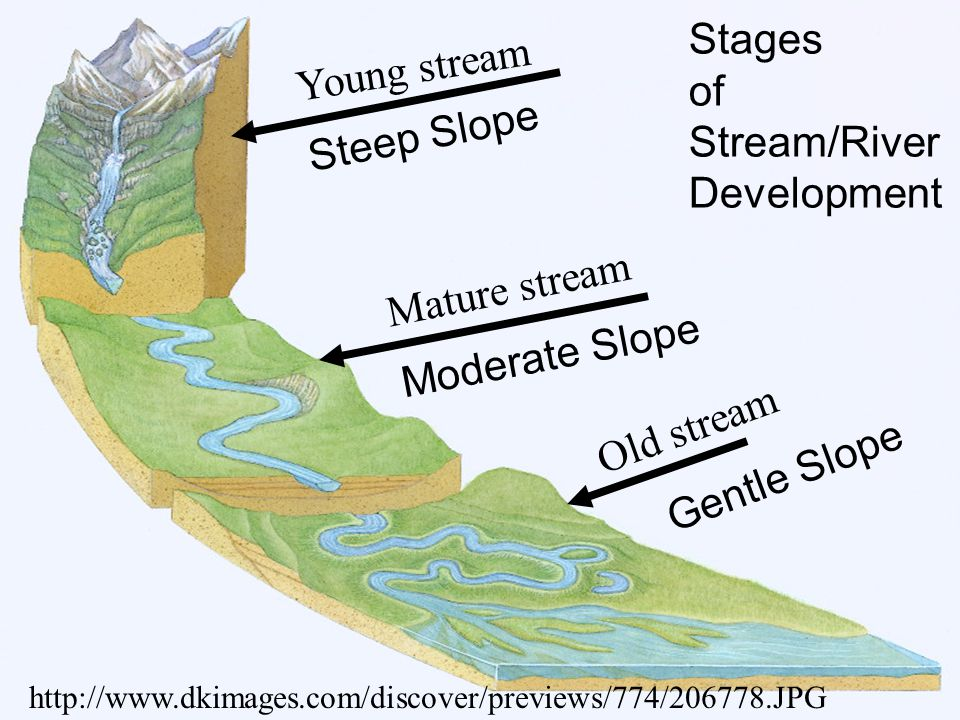 Stages
of
Stream/River
Development
Young stream
Steep Slope
Mature stream
Moderate Slope
Old stream
Gentle Slope
http://www.dkimages.com/discover/previews/774/206778.JPG